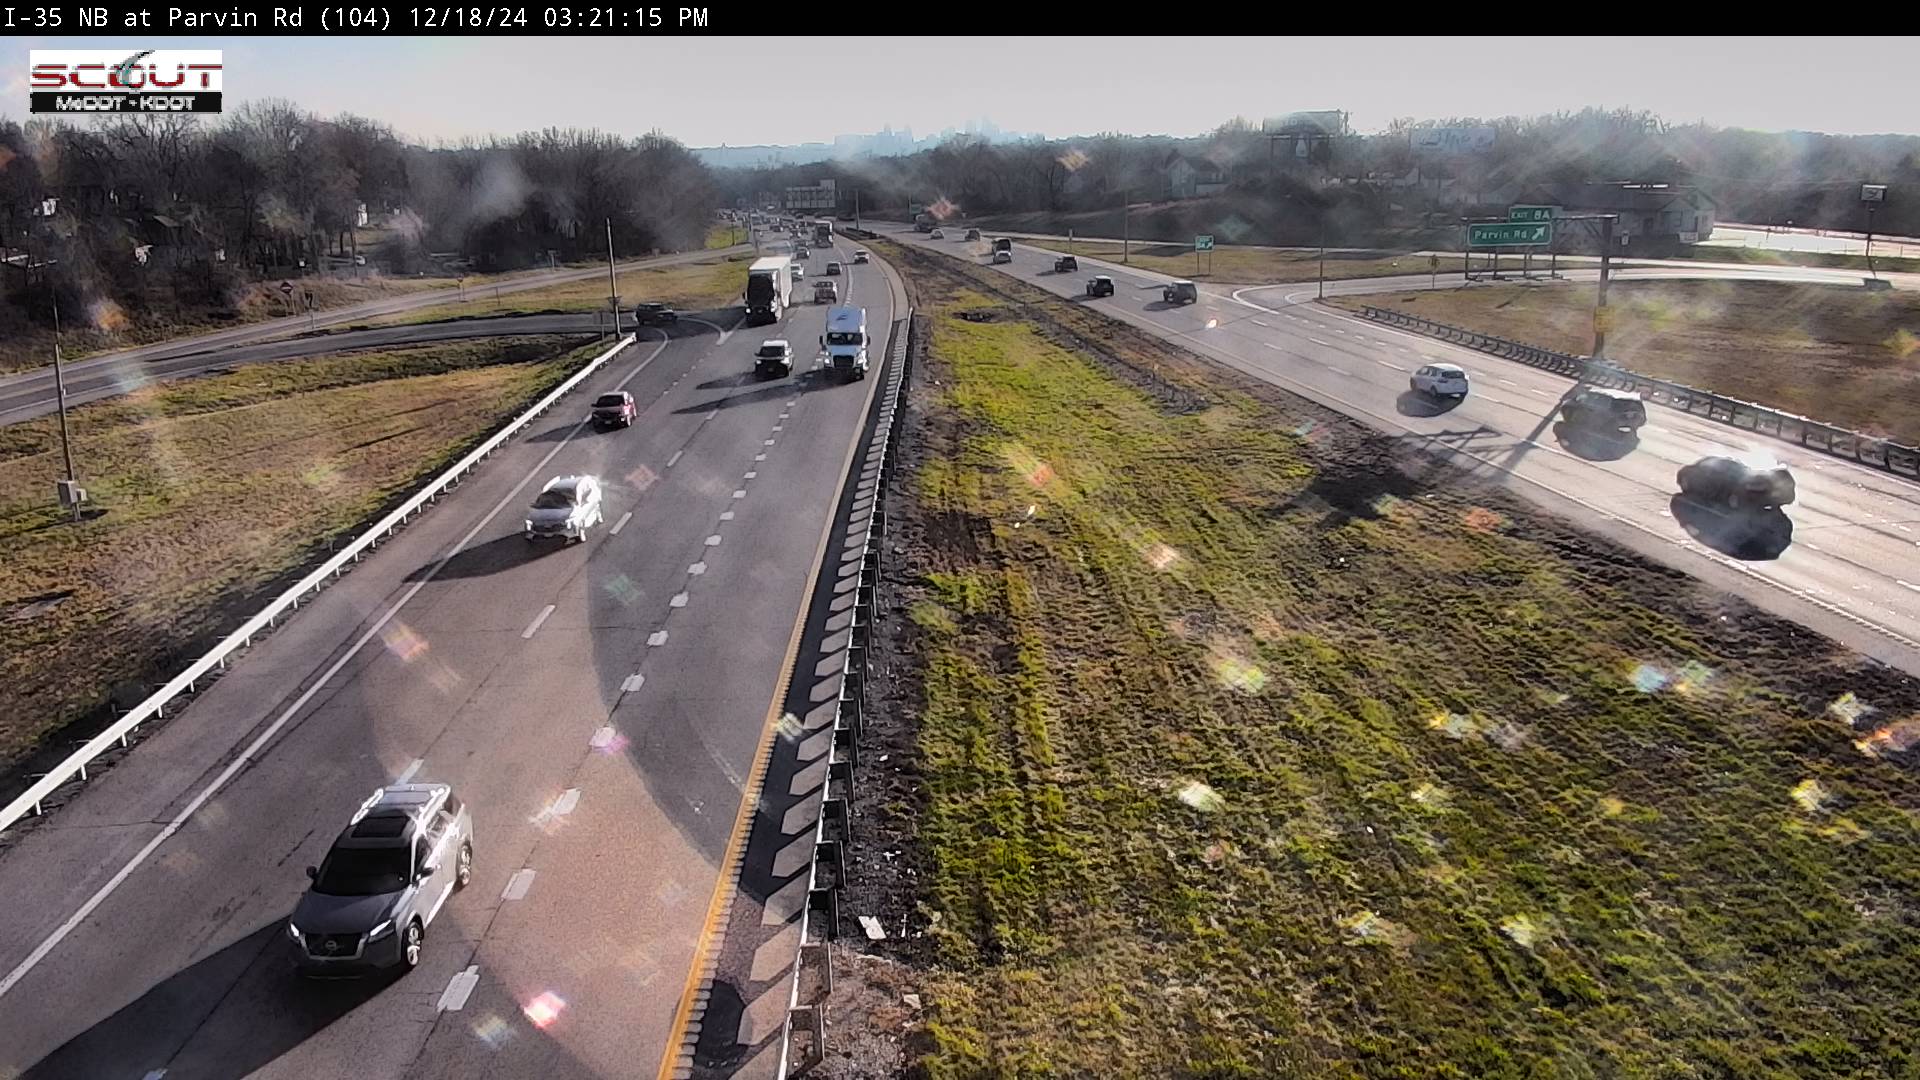 I-35 NB at Parvin Rd (104) 12/18/24 03:21:15 PM
SCOUT
MoDOT - KDOT
EXIT 8A
Parvin Rd